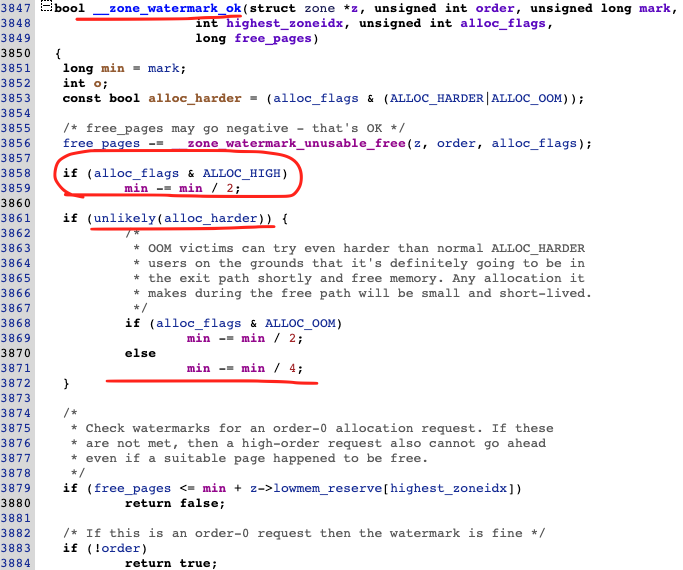 3847 bool __zone_watermark_ok(struct zone *z, unsigned int order, unsigned long mark,
3848 int highest_zoneidx, unsigned int alloc_flags,
3849 long free_pages)
3850 {
3851 long min = mark;
3852 int o;
3853 const bool alloc_harder = (alloc_flags & (ALLOC_HARDER|ALLOC_OOM));
3854
3855 /* free_pages may go negative - that's OK */
3856 free_pages -= __zone_watermark_unusable_free(z, order, alloc_flags);
3857
3858 if (alloc_flags & ALLOC_HIGH)
3859 min -= min / 2;
3860
3861 if (unlikely(alloc_harder)) {
3862 /*
3863 * OOM victims can try even harder than normal ALLOC_HARDER
3864 * users on the grounds that it's definitely going to be in
3865 * the exit path shortly and free memory. Any allocation it
3866 * makes during the free path will be small and short-lived.
3867 */
3868 if (alloc_flags & ALLOC_OOM)
3869 min -= min / 2;
3870 else
3871 min -= min / 4;
3872 }
3873
3874 /*
3875 * Check watermarks for an order-0 allocation request. If these
3876 * are not met, then a high-order request also cannot go ahead
3877 * even if a suitable page happened to be free.
3878 */
3879 if (free_pages <= min + z->lowmem_reserve[highest_zoneidx])
3880 return false;
3881
3882 /* If this is an order-0 request then the watermark is fine */
3883 if (!order)
3884 return true;